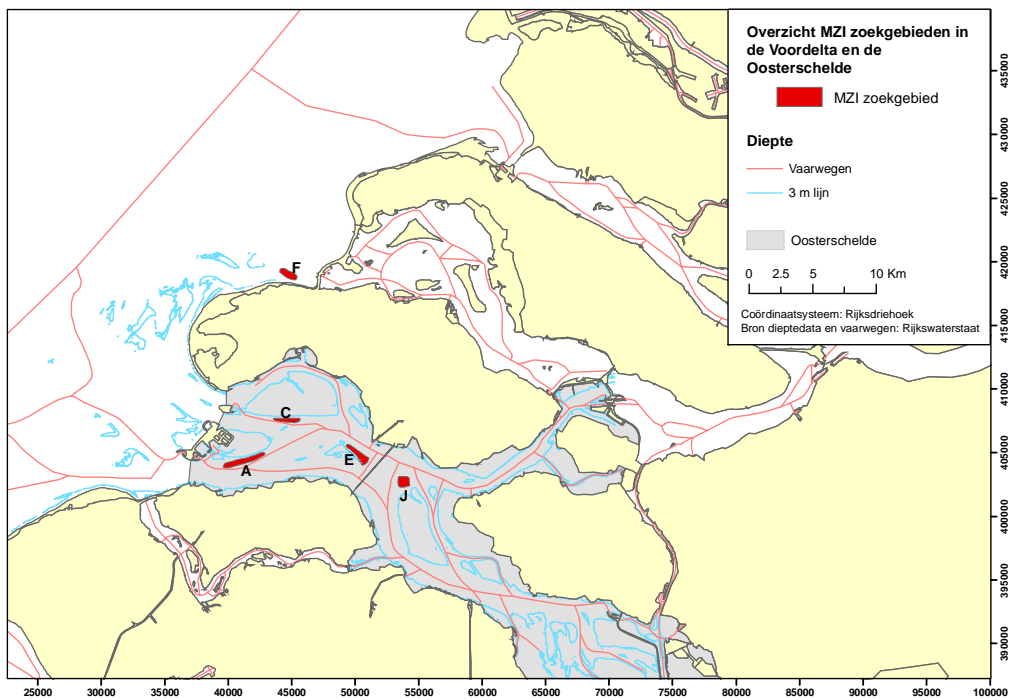 Overzicht MZI zoekgebieden in
de Voordelta en de
Oosterschelde
MZI zoekgebied
Diepte
Vaarwegen
3 m lijn
Oosterschelde
0 2.5 5 10 Km
Coördinaatsysteem: Rijksdriehoek
Bron dieptedata en vaarwegen: Rijkswaterstaat
F
C
E
A
J
435000
430000
425000
420000
415000
410000
405000
400000
395000
390000
25000 30000 35000 40000 45000 50000 55000 60000 65000 70000 75000 80000 85000 90000 95000 100000